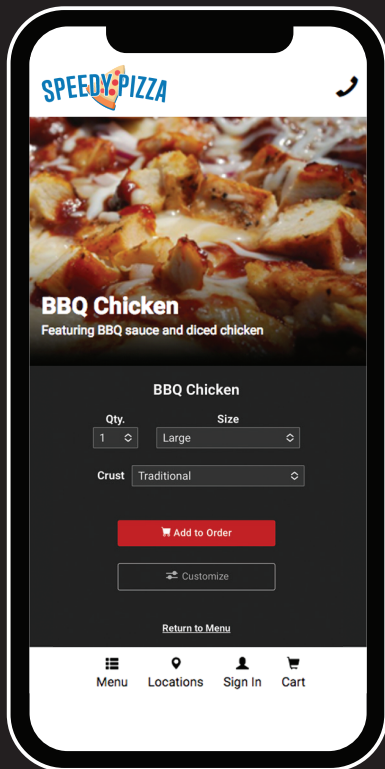 SPEEDY PIZZA
BBQ Chicken
Featuring BBQ sauce and diced chicken
BBQ Chicken
Qty. Size
1 Large
Crust Traditional
Add to Order
Customize
Return to Menu
Menu Locations Sign In Cart